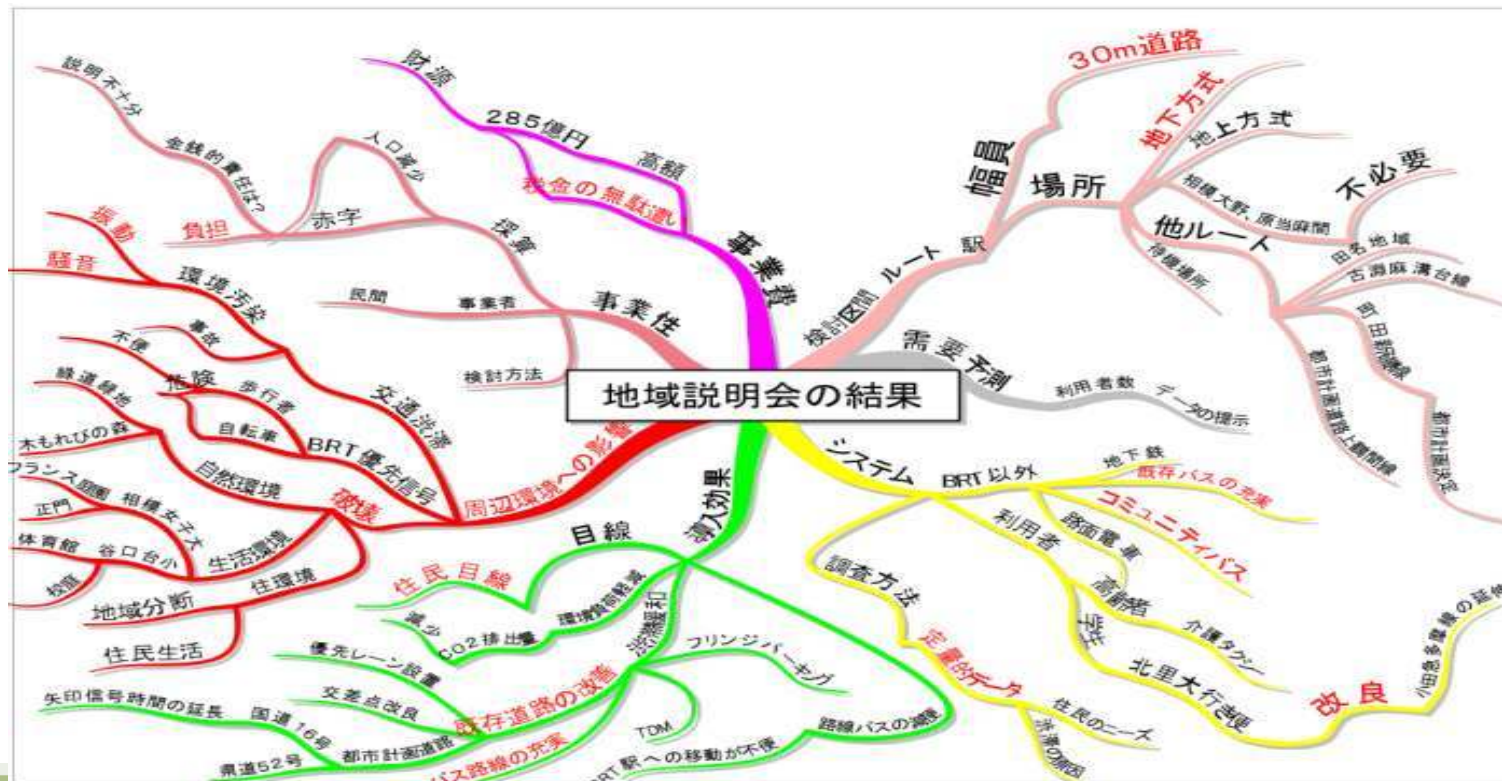 地域説明会の結果
事業費
高額
285億円
財源
税金の無駄遣い
事業性
採算
人口減少
赤字
負担
金銭的責任は?
説明不十分
事業者
民間
検討方法
周辺環境への影響
交通渋滞
環境汚染
振動
騒音
事故
BRT優先信号
歩行者
自転車
危険
不便
破壊
自然環境
緑道緑地
木もれびの森
生活環境
相模女子大
フランス庭園
正門
谷口台小
体育館
校庭
住環境
地域分断
住民生活
導入効果
目線
住民目線
環境負荷軽減
CO2排出量
減少
渋滞緩和
既存道路の改善
優先レーン設置
交差点改良
都市計画道路
国道16号
矢印信号時間の延長
県道52号
バス路線の充実
TDM
フリンジパーキング
路線バスの減便
BRT駅への移動が不便
システム
BRT以外
地下鉄
既存バスの充実
コミュニティバス
路面電車
利用者
高齢者
介護タクシー
学生
北里大行き便
改良
小田急多摩線の延伸
調査方法
定量的データ
住民のニーズ
渋滞の原因
需要予測
利用者数
データの提示
検討区間 ルート
駅
幅員
30m道路
場所
地下方式
地上方式
相模大野、原当麻間
不必要
待機場所
他ルート
田名地域
古淵麻溝台線
都市計画決定